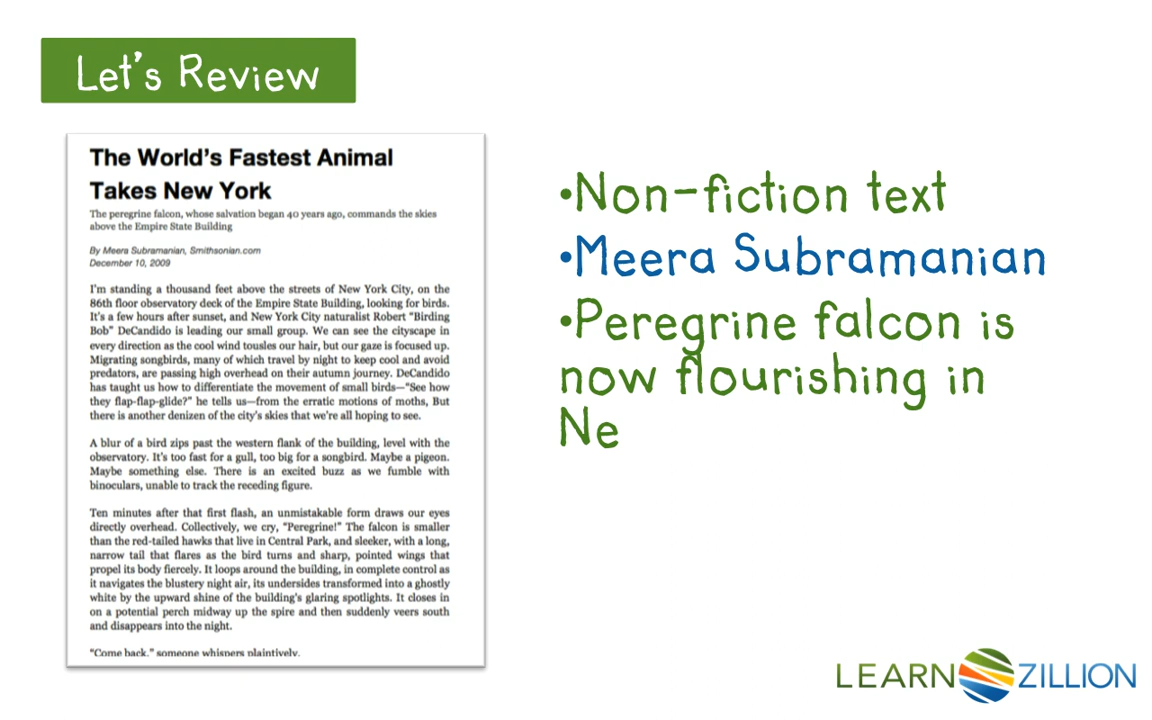 Let's Review
The World's Fastest Animal
Takes New York
The peregrine falcon, whose salvation began 40 years ago, commands the skies
above the Empire State Building
By Meera Subramanian, Smithsonian.com
December 10, 2009
I'm standing a thousand feet above the streets of New York City, on the
86th floor observatory deck of the Empire State Building, looking for birds.
It's a few hours after sunset, and New York City naturalist Robert "Birding
Bob" DeCandido is leading our small group. We can see the cityscape in
every direction as the cool wind tousles our hair, but our gaze is focused up.
Migrating songbirds, many of which travel by night to keep cool and avoid
predators, are passing high overhead on their autumn journey. DeCandido
has taught us how to differentiate the movement of small birds—"See how
they flap-flap-glide?" he tells us—from the erratic motions of moths, But
there is another denizen of the city's skies that we're all hoping to see.
A blur of a bird zips past the western flank of the building, level with the
observatory. It's too fast for a gull, too big for a songbird. Maybe a pigeon.
Maybe something else. There is an excited buzz as we fumble with
binoculars, unable to track the receding figure.
Ten minutes after that first flash, an unmistakable form draws our eyes
directly overhead. Collectively, we cry, "Peregrine!" The falcon is smaller
than the red-tailed hawks that live in Central Park, and sleeker, with a long,
narrow tail that flares as the bird turns and sharp, pointed wings that
propel its body fiercely. It loops around the building, in complete control as
it navigates the blustery night air, its undersides transformed into a ghostly
white by the upward shine of the building's glaring spotlights. It closes in
on a potential perch midway up the spire and then suddenly veers south
and disappears into the night.
"Come back," someone whispers plaintively.
•Non-fiction text
•Meera Subramanian
•Peregrine falcon is
now flourishing in
Ne
LEARNZILLION